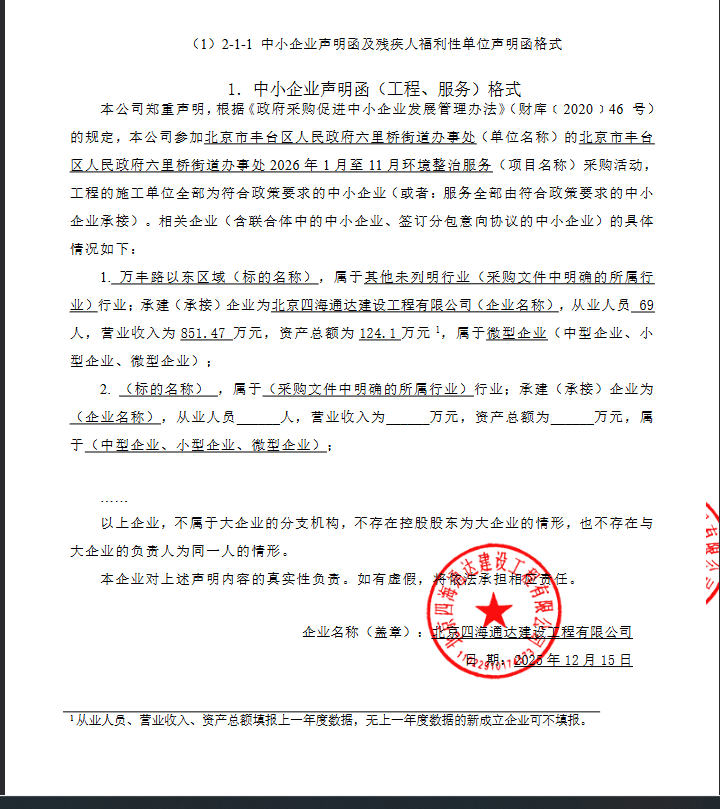 （1）2-1-1 中小企业声明函及残疾人福利性单位声明函格式
1．中小企业声明函（工程、服务）格式
本公司郑重声明，根据《政府采购促进中小企业发展管理办法》（财库﹝2020﹞46 号）
的规定，本公司参加北京市丰台区人民政府六里桥街道办事处（单位名称）的北京市丰台
区人民政府六里桥街道办事处 2026 年 1 月至 11 月环境整治服务（项目名称）采购活动，
工程的施工单位全部为符合政策要求的中小企业（或者：服务全部由符合政策要求的中小
企业承接）。相关企业（含联合体中的中小企业、签订分包意向协议的中小企业）的具体
情况如下：
1. 万丰路以东区域（标的名称），属于其他未列明行业（采购文件中明确的所属行
业）行业；承建（承接）企业为北京四海通达建设工程有限公司（企业名称），从业人员 69
人，营业收入为 851.47 万元，资产总额为 124.1 万元 1，属于微型企业（中型企业、小
型企业、微型企业）；
2. （标的名称） ，属于（采购文件中明确的所属行业）行业；承建（承接）企业为
（企业名称），从业人员______人，营业收入为______万元，资产总额为______万元，属
于（中型企业、小型企业、微型企业）；
……
以上企业，不属于大企业的分支机构，不存在控股股东为大企业的情形，也不存在与
大企业的负责人为同一人的情形。
本企业对上述声明内容的真实性负责。如有虚假，将依法承担相应责任。
北京四海通达建设工程有限公司
企业名称（盖章）：北京四海通达建设工程有限公司
日 期：2025 年 12 月 15 日
1 从业人员、营业收入、资产总额填报上一年度数据，无上一年度数据的新成立企业可不填报。